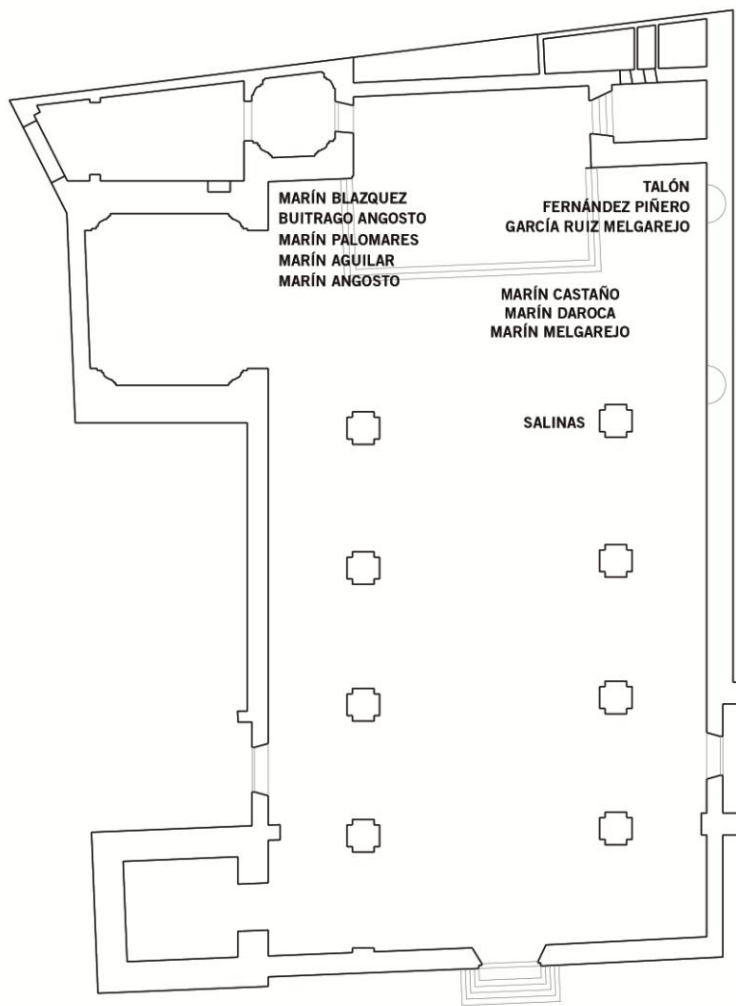 MARÍN BLAZQUEZ
BUITRAGO ANGOSTO
MARÍN PALOMARES
MARÍN AGUILAR
MARÍN ANGOSTO
TALÓN
FERNÁNDEZ PIÑERO
GARCÍA RUIZ MELGAREJO
MARÍN CASTAÑO
MARÍN DAROCA
MARÍN MELGAREJO
SALINAS